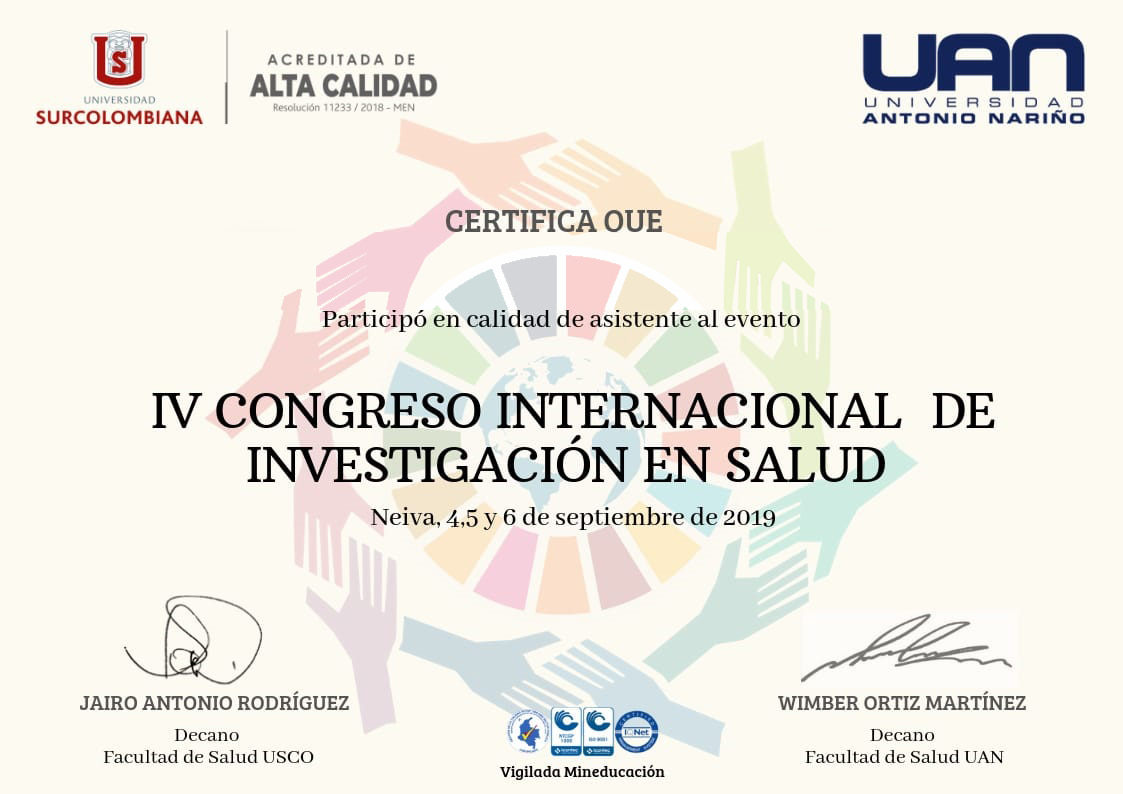 UNIVERSIDAD
SURCOLOMBIANA
ACREDITADA DE
ALTA CALIDAD
Resolución 11233 / 2018 - MEN
UAN
UNIVERSIDAD
ANTONIO NARIÑO
CERTIFICA QUE
Participó en calidad de asistente al evento
IV CONGRESO INTERNACIONAL DE
INVESTIGACIÓN EN SALUD
Neiva, 4,5 y 6 de septiembre de 2019
JAIRO ANTONIO RODRÍGUEZ
Decano
Facultad de Salud USCO
WIMBER ORTIZ MARTÍNEZ
Decano
Facultad de Salud UAN
ISO 9001
icontec
icontec
IQNet
Vigilada Mineducación